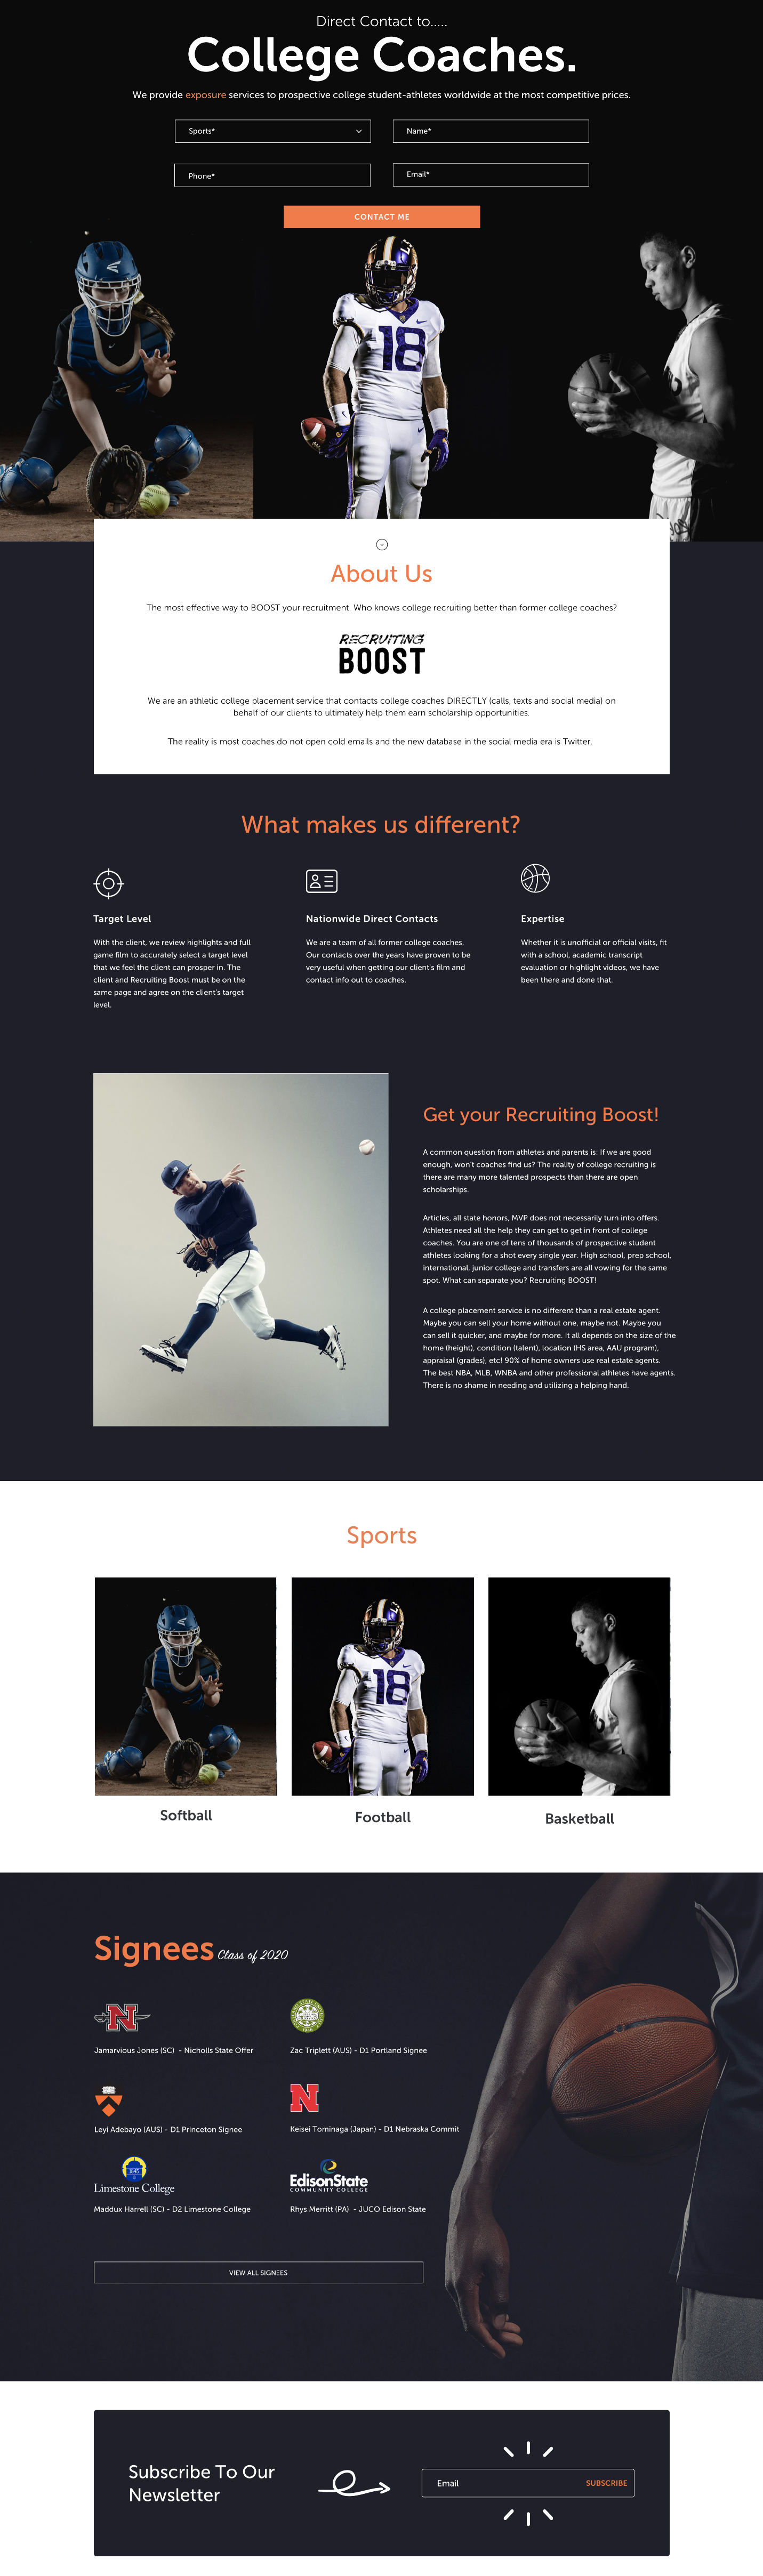 Direct Contact to.....
College Coaches.
We provide exposure services to prospective college student-athletes worldwide at the most competitive prices.
Sports*
Name*
Phone*
Email*
CONTACT ME
18
About Us
The most effective way to BOOST your recruitment. Who knows college recruiting better than former college coaches?
RECRUITING
BOOST
We are an athletic college placement service that contacts college coaches DIRECTLY (calls, texts and social media) on
behalf of our clients to ultimately help them earn scholarship opportunities.
The reality is most coaches do not open cold emails and the new database in the social media era is Twitter.
What makes us different?
Target Level
With the client, we review highlights and full
game film to accurately select a target level
that we feel the client can prosper in. The
client and Recruiting Boost must be on the
same page and agree on the client's target
level.
Nationwide Direct Contacts
We are a team of all former college coaches.
Our contacts over the years have proven to be
very useful when getting our client's film and
contact info out to coaches.
Expertise
Whether it is unofficial or official visits, fit
with a school, academic transcript
evaluation or highlight videos, we have
been there and done that.
Get your Recruiting Boost!
A common question from athletes and parents is: If we are good
enough, won't coaches find us? The reality of college recruiting is
there are many more talented prospects than there are open
scholarships.
Articles, all state honors, MVP does not necessarily turn into offers.
Athletes need all the help they can get to get in front of college
coaches. You are one of tens of thousands of prospective student
athletes looking for a shot every single year. High school, prep school,
international, junior college and transfers are all vowing for the same
spot. What can separate you? Recruiting BOOST!
A college placement service is no different than a real estate agent.
Maybe you can sell your home without one, maybe not. Maybe you
can sell it quicker, and maybe for more. It all depends on the size of the
home (height), condition (talent), location (HS area, AAU program),
appraisal (grades), etc! 90% of home owners use real estate agents.
The best NBA, MLB, WNBA and other professional athletes have agents.
There is no shame in needing and utilizing a helping hand.
Sports
18
Softball
Football
Basketball
Signees Class of 2020
N
Jamarvious Jones (SC) - Nicholls State Offer
Zac Triplett (AUS) - D1 Portland Signee
Leyi Adebayo (AUS) - D1 Princeton Signee
N
Keisei Tominaga (Japan) - D1 Nebraska Commit
1845
Limestone College
Maddux Harrell (SC) - D2 Limestone College
EdisonState
COMMUNITY COLLEGE
Rhys Merritt (PA) - JUCO Edison State
VIEW ALL SIGNEES
Subscribe To Our
Newsletter
Email
SUBSCRIBE